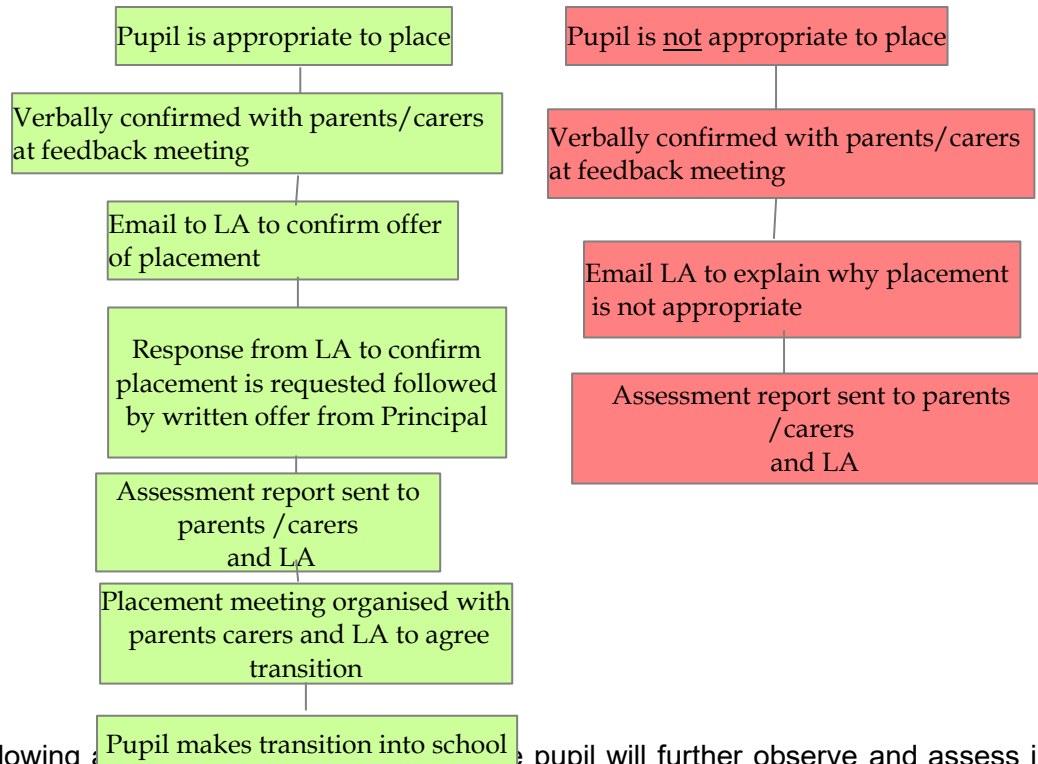 Pupil is appropriate to place
Verbally confirmed with parents/carers
at feedback meeting
Email to LA to confirm offer
of placement
Response from LA to confirm
placement is requested followed
by written offer from Principal
Assessment report sent to
parents /carers
and LA
Placement meeting organised with
parents carers and LA to agree
transition
Pupil makes transition into school
Pupil is not appropriate to place
Verbally confirmed with parents/carers
at feedback meeting
Email LA to explain why placement
is not appropriate
Assessment report sent to parents
/carers
and LA
pupil will further observe and assess